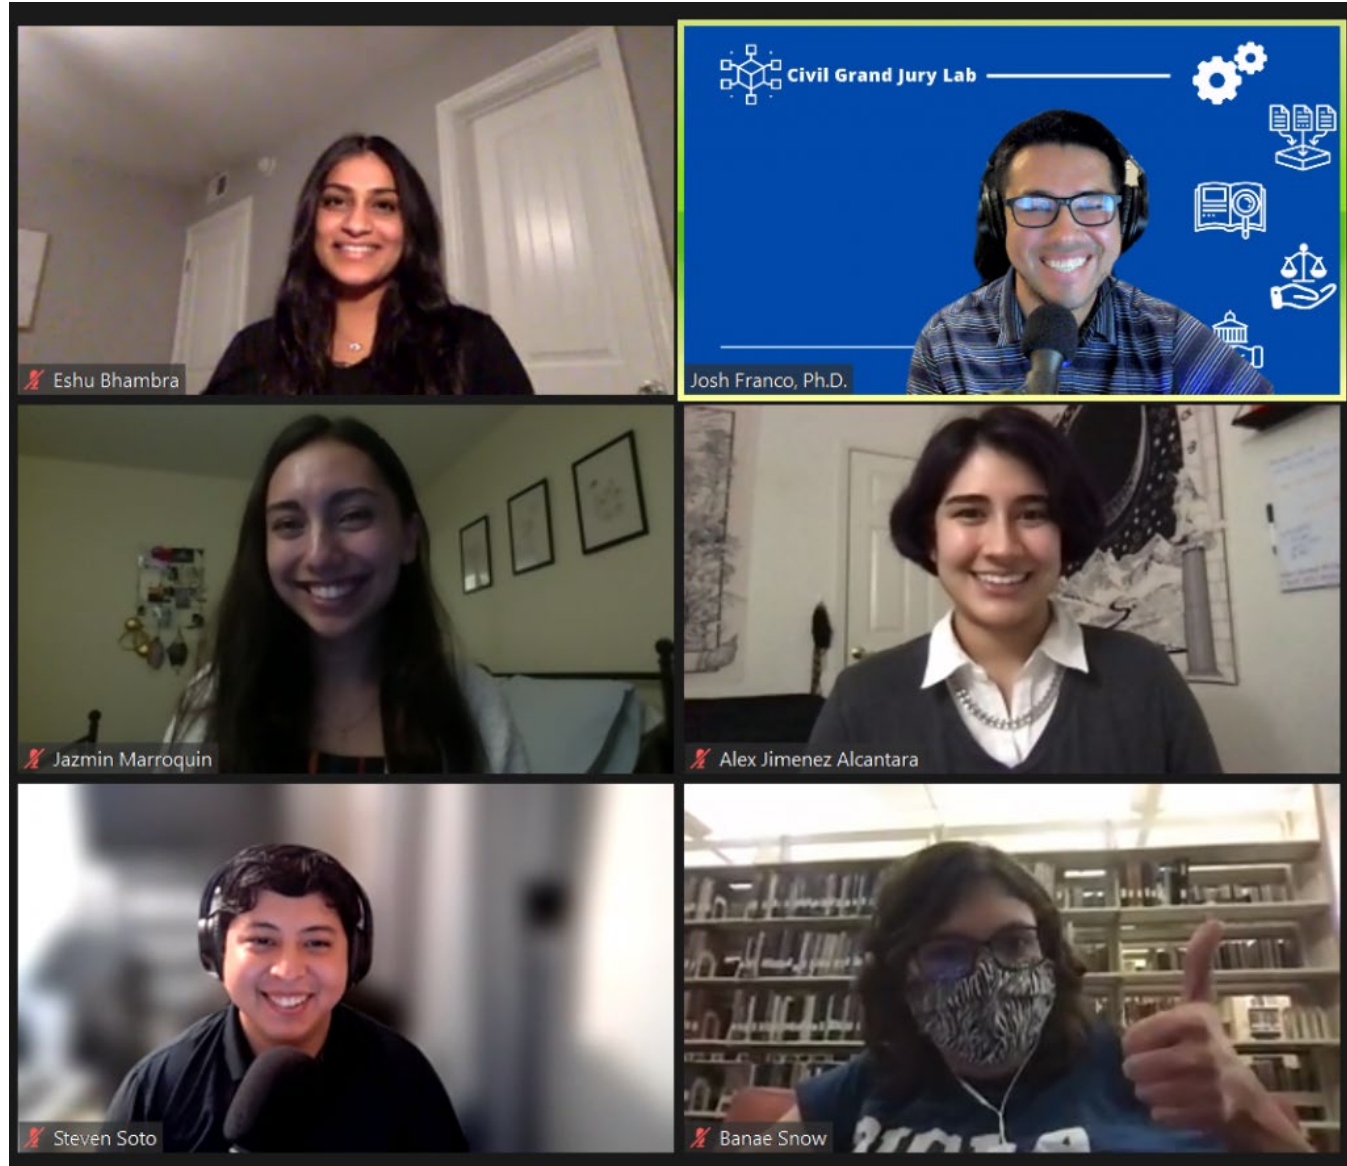 Civil Grand Jury Lab
Eshu Bhambra
Josh Franco, Ph.D.
Jazmin Marroquin
Alex Jimenez Alcantara
Steven Soto
Banae Snow